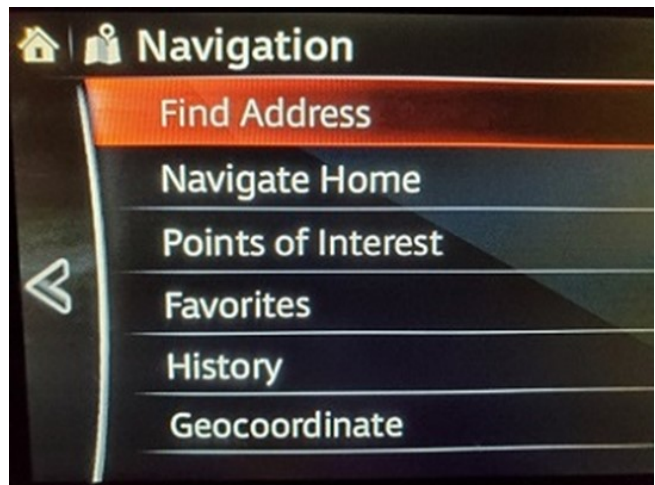 Navigation
Find Address
Navigate Home
Points of Interest
Favorites
History
Geocoordinate